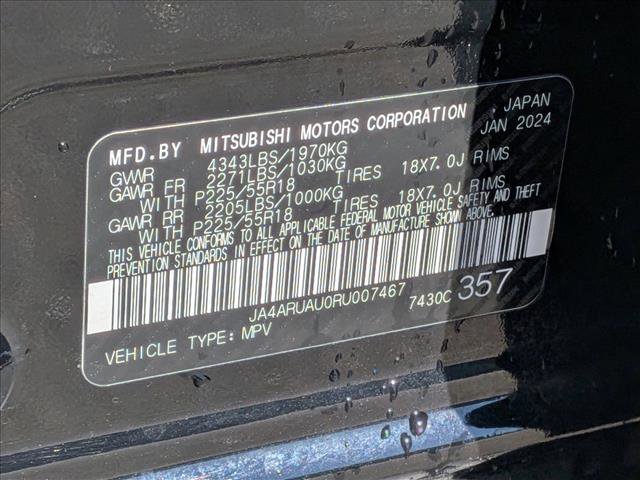 MFD.BY MITSUBISHI MOTORS CORPORATION JAPAN
GVWR 4343LBS/1970KG JAN 2024
GAWR FR 2271LBS/1030KG
WITH P225/55R18 TIRES 18X7.0J RIMS
GAWR RR 2205LBS/1000KG
WITH P225/55R18 TIRES 18X7.0J RIMS
THIS VEHICLE CONFORMS TO ALL APPLICABLE FEDERAL MOTOR VEHICLE SAFETY AND THEFT
PREVENTION STANDARDS IN EFFECT ON THE DATE OF MANUFACTURE SHOWN ABOVE.
JA4ARUAU0RU007467 7430C 357
VEHICLE TYPE: MPV